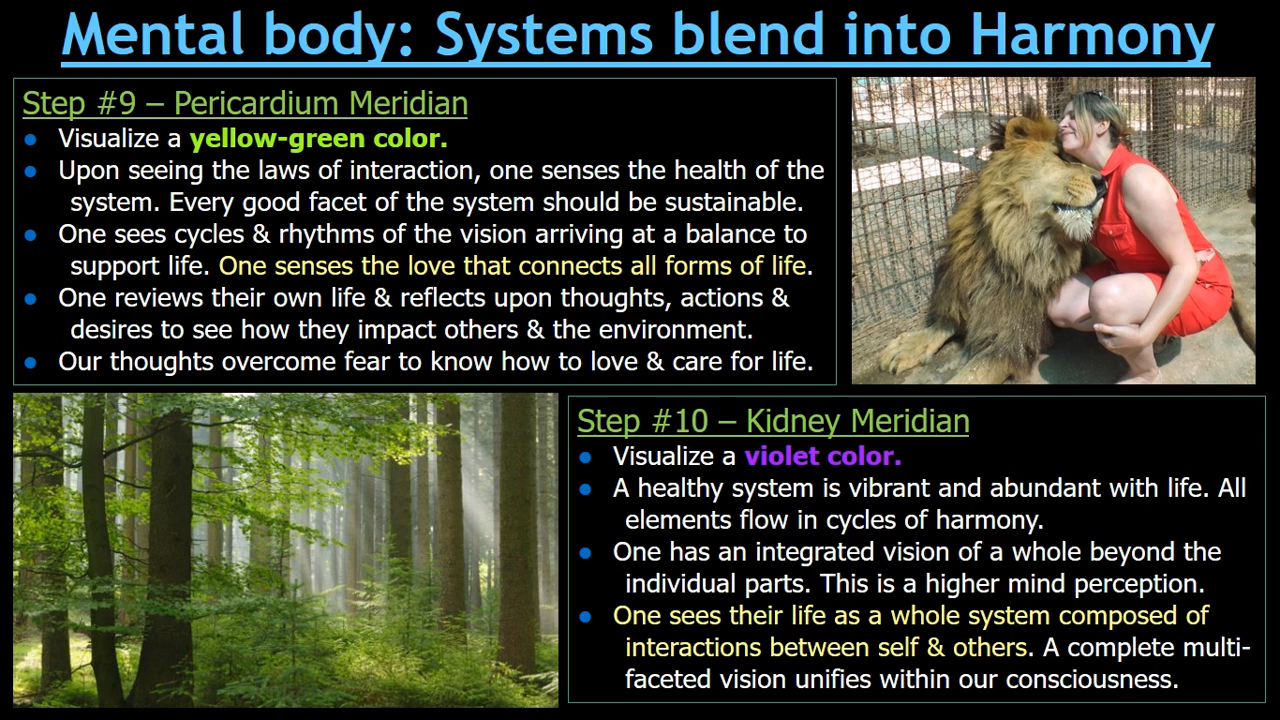 Mental body: Systems blend into Harmony
Step #9 – Pericardium Meridian
● Visualize a yellow-green color.
● Upon seeing the laws of interaction, one senses the health of the
system. Every good facet of the system should be sustainable.
● One sees cycles & rhythms of the vision arriving at a balance to
support life. One senses the love that connects all forms of life.
● One reviews their own life & reflects upon thoughts, actions &
desires to see how they impact others & the environment.
● Our thoughts overcome fear to know how to love & care for life.
Step #10 – Kidney Meridian
● Visualize a violet color.
● A healthy system is vibrant and abundant with life. All
elements flow in cycles of harmony.
● One has an integrated vision of a whole beyond the
individual parts. This is a higher mind perception.
● One sees their life as a whole system composed of
interactions between self & others. A complete multi-
faceted vision unifies within our consciousness.